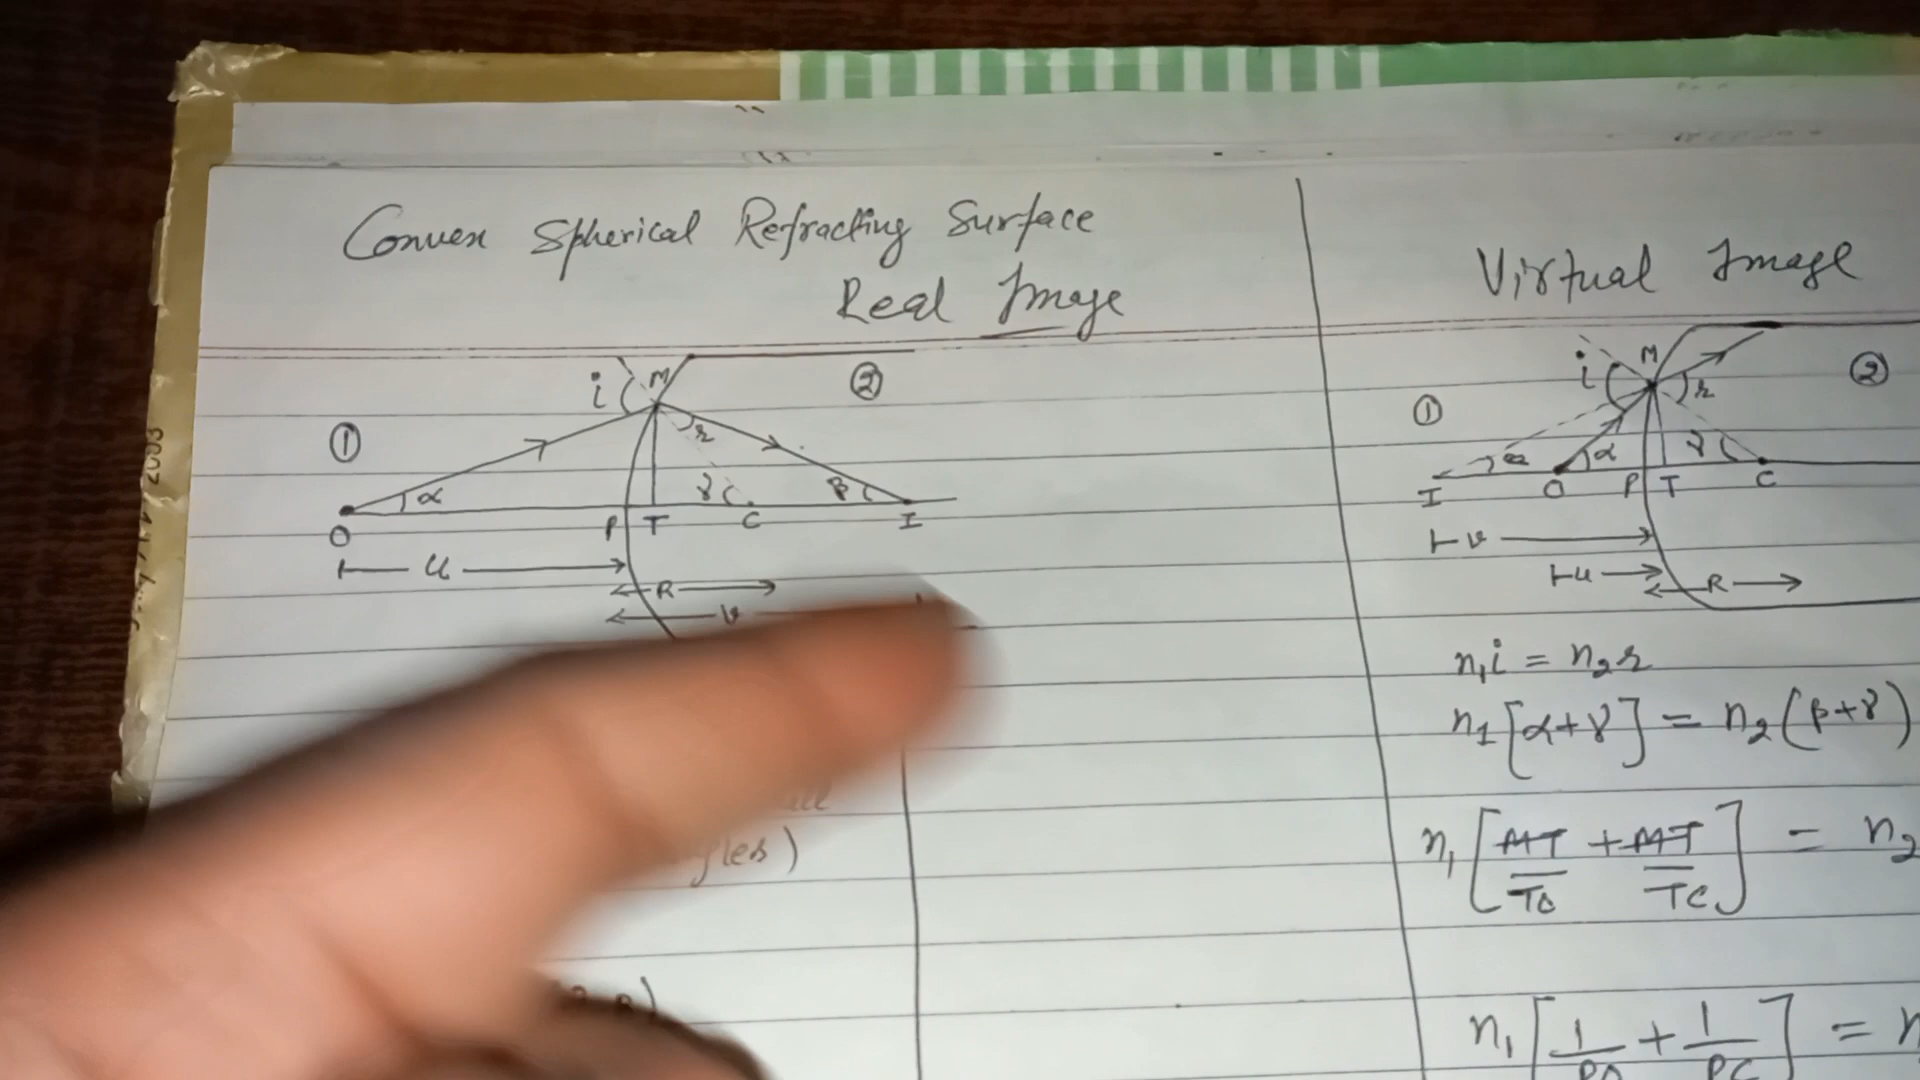 Convex Spherical Refracting Surface
Real Image
i
M
②
①
r
α
γ
β
O
P
T
C
I
u
R
v
gles)
Virtual Image
i
M
②
①
r
α
γ
I
O
P
T
C
v
u
R
n₁i = n₂r
n₁[α+γ] = n₂(β+γ)
n₁[MT/TO + MT/TC] = n₂
n₁[1/PO + 1/PC] =